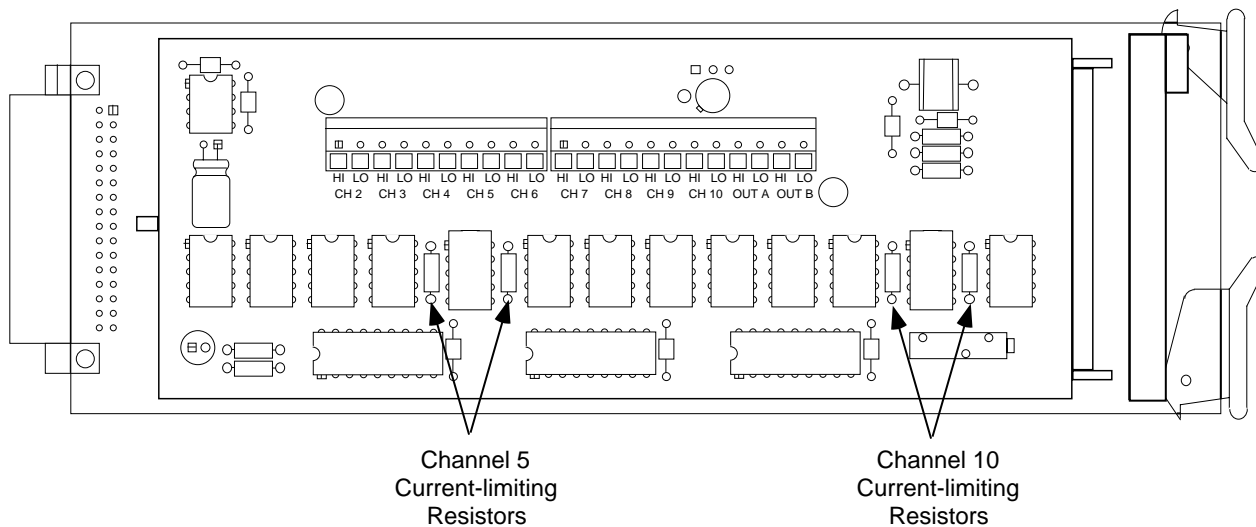 HI LO HI LO HI LO HI LO HI LO HI LO HI LO HI LO HI LO HI LO HI LO
CH 2 CH 3 CH 4 CH 5 CH 6 CH 7 CH 8 CH 9 CH 10 OUT A OUT B
Channel 5
Current-limiting
Resistors
Channel 10
Current-limiting
Resistors